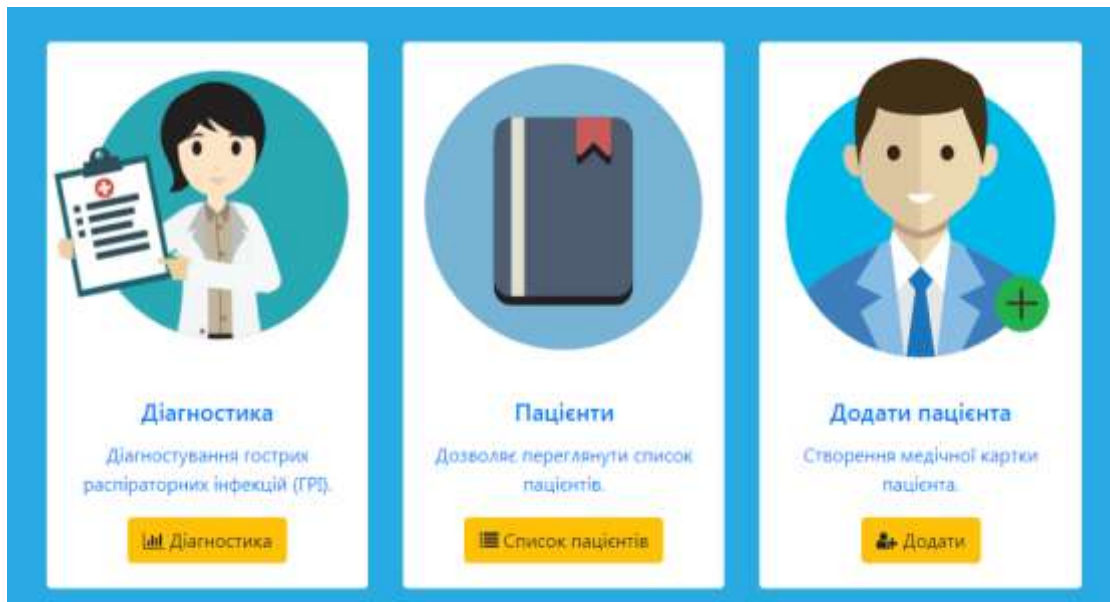 Діагностика
Діагностування гострих
распіраторних інфекцій (ГРІ).
Діагностика
Пацієнти
Дозволяє переглянути список
пацієнтів.
Список пацієнтів
Додати пацієнта
Створення медічної картки
пацієнта.
Додати